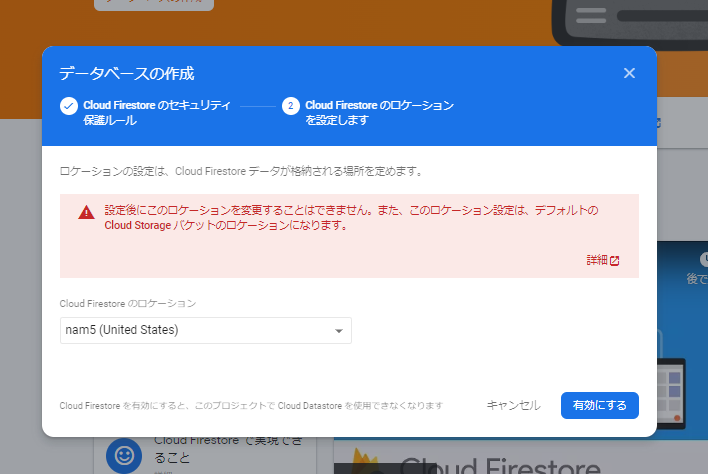 データベースの作成
Cloud Firestore のセキュリティ
保護ルール
2
Cloud Firestore のロケーション
を設定します
ロケーションの設定は、Cloud Firestore データが格納される場所を定めます。
設定後にこのロケーションを変更することはできません。また、このロケーション設定は、デフォルトの
Cloud Storage バケットのロケーションになります。
詳細
後で
Cloud Firestore のロケーション
nam5 (United States)
Cloud Firestore を有効にすると、このプロジェクトで Cloud Datastore を使用できなくなります
キャンセル
有効にする
Cloud Firestore で実現でき
ること
Cloud Firestore